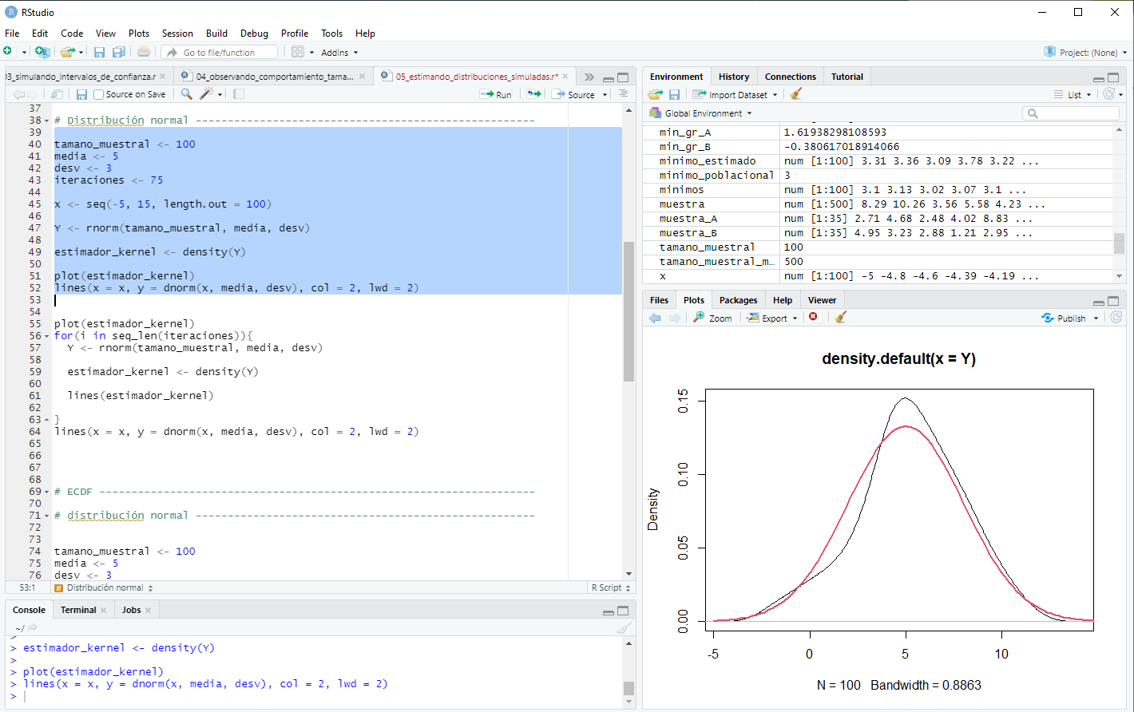 RStudio
File Edit Code View Plots Session Build Debug Profile Tools Help
Go to file/function Addins Project: (None)
03_simulando_intervalos_de_confianza.r 04_observando_comportamiento_tama... 05_estimando_distribuciones_simuladas.r*
Source on Save Run Source
37
38 # Distribución normal
39
40 tamano_muestral <- 100
41 media <- 5
42 desv <- 3
43 iteraciones <- 75
44
45 x <- seq(-5, 15, length.out = 100)
46
47 Y <- rnorm(tamano_muestral, media, desv)
48
49 estimador_kernel <- density(Y)
50
51 plot(estimador_kernel)
52 lines(x = x, y = dnorm(x, media, desv), col = 2, lwd = 2)
53
54
55 plot(estimador_kernel)
56 for(i in seq_len(iteraciones)){
57 Y <- rnorm(tamano_muestral, media, desv)
58
59 estimador_kernel <- density(Y)
60
61 lines(estimador_kernel)
62
63 }
64 lines(x = x, y = dnorm(x, media, desv), col = 2, lwd = 2)
65
66
67
68
69 # ECDF ------------------------------------------------------------------
70
71 # distribución normal ---------------------------------------------------
72
73
74 tamano_muestral <- 100
75 media <- 5
76 desv <- 3
53:1 # Distribución normal R Script
Console Terminal Jobs
~/
>
> estimador_kernel <- density(Y)
>
> plot(estimador_kernel)
> lines(x = x, y = dnorm(x, media, desv), col = 2, lwd = 2)
>
Environment History Connections Tutorial
Import Dataset List
Global Environment
min_gr_A 1.61938298108593
min_gr_B -0.380617018914066
minimo_estimado num [1:100] 3.31 3.36 3.09 3.78 3.22 ...
minimo_poblacional 3
minimos num [1:100] 3.1 3.13 3.02 3.07 3.1 ...
muestra num [1:500] 8.29 10.26 3.56 5.58 4.23 ...
muestra_A num [1:35] 2.71 4.68 2.48 4.02 8.83 ...
muestra_B num [1:35] 4.95 3.23 2.88 1.21 2.95 ...
tamano_muestral 100
tamano_muestral_m... 500
x num [1:100] -5 -4.8 -4.6 -4.39 -4.19 ...
Files Plots Packages Help Viewer
Zoom Export Publish
density.default(x = Y)
Density
0.15
0.10
0.05
0.00
-5 0 5 10
N = 100 Bandwidth = 0.8863